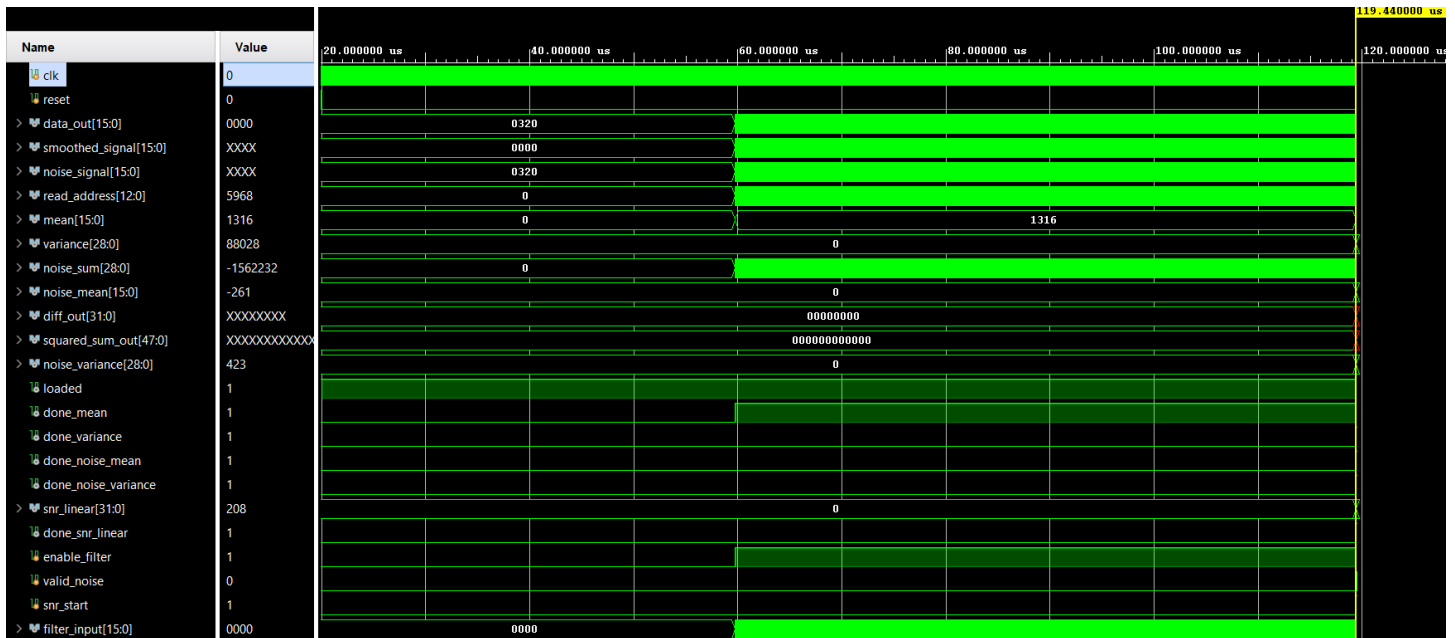 119.440000 us
Name Value 20.000000 us 40.000000 us 60.000000 us 80.000000 us 100.000000 us 120.000000 us
clk 0
reset 0
data_out[15:0] 0000 0320
smoothed_signal[15:0] XXXX 0000
noise_signal[15:0] XXXX 0320
read_address[12:0] 5968 0
mean[15:0] 1316 0 1316
variance[28:0] 88028 0
noise_sum[28:0] -1562232 0
noise_mean[15:0] -261 0
diff_out[31:0] XXXXXXXX 00000000
squared_sum_out[47:0] XXXXXXXXXXXX 000000000000
noise_variance[28:0] 423 0
loaded 1
done_mean 1
done_variance 1
done_noise_mean 1
done_noise_variance 1
snr_linear[31:0] 208 0
done_snr_linear 1
enable_filter 1
valid_noise 0
snr_start 1
filter_input[15:0] 0000 0000